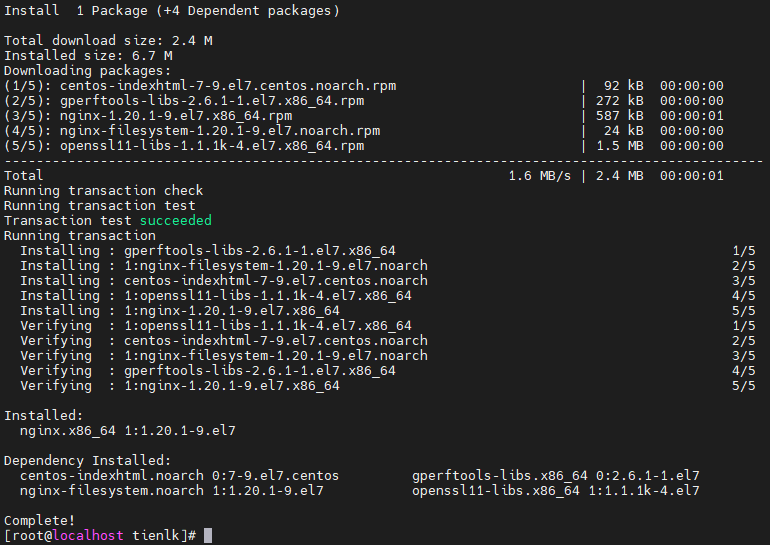 Install  1 Package (+4 Dependent packages)
Total download size: 2.4 M
Installed size: 6.7 M
Downloading packages:
(1/5): centos-indexhtml-7-9.el7.centos.noarch.rpm | 92 kB 00:00:00
(2/5): gperftools-libs-2.6.1-1.el7.x86_64.rpm | 272 kB 00:00:00
(3/5): nginx-1.20.1-9.el7.x86_64.rpm | 587 kB 00:00:01
(4/5): nginx-filesystem-1.20.1-9.el7.noarch.rpm | 24 kB 00:00:00
(5/5): openssl11-libs-1.1.1k-4.el7.x86_64.rpm | 1.5 MB 00:00:00
-----------------------------------------------------------------------------------------------
Total 1.6 MB/s | 2.4 MB 00:00:01
Running transaction check
Running transaction test
Transaction test succeeded
Running transaction
  Installing : gperftools-libs-2.6.1-1.el7.x86_64 1/5
  Installing : 1:nginx-filesystem-1.20.1-9.el7.noarch 2/5
  Installing : centos-indexhtml-7-9.el7.centos.noarch 3/5
  Installing : 1:openssl11-libs-1.1.1k-4.el7.x86_64 4/5
  Installing : 1:nginx-1.20.1-9.el7.x86_64 5/5
  Verifying  : 1:openssl11-libs-1.1.1k-4.el7.x86_64 1/5
  Verifying  : centos-indexhtml-7-9.el7.centos.noarch 2/5
  Verifying  : 1:nginx-filesystem-1.20.1-9.el7.noarch 3/5
  Verifying  : gperftools-libs-2.6.1-1.el7.x86_64 4/5
  Verifying  : 1:nginx-1.20.1-9.el7.x86_64 5/5
Installed:
  nginx.x86_64 1:1.20.1-9.el7
Dependency Installed:
  centos-indexhtml.noarch 0:7-9.el7.centos gperftools-libs.x86_64 0:2.6.1-1.el7
  nginx-filesystem.noarch 1:1.20.1-9.el7 openssl11-libs.x86_64 1:1.1.1k-4.el7
Complete!
[root@localhost tienlk]#